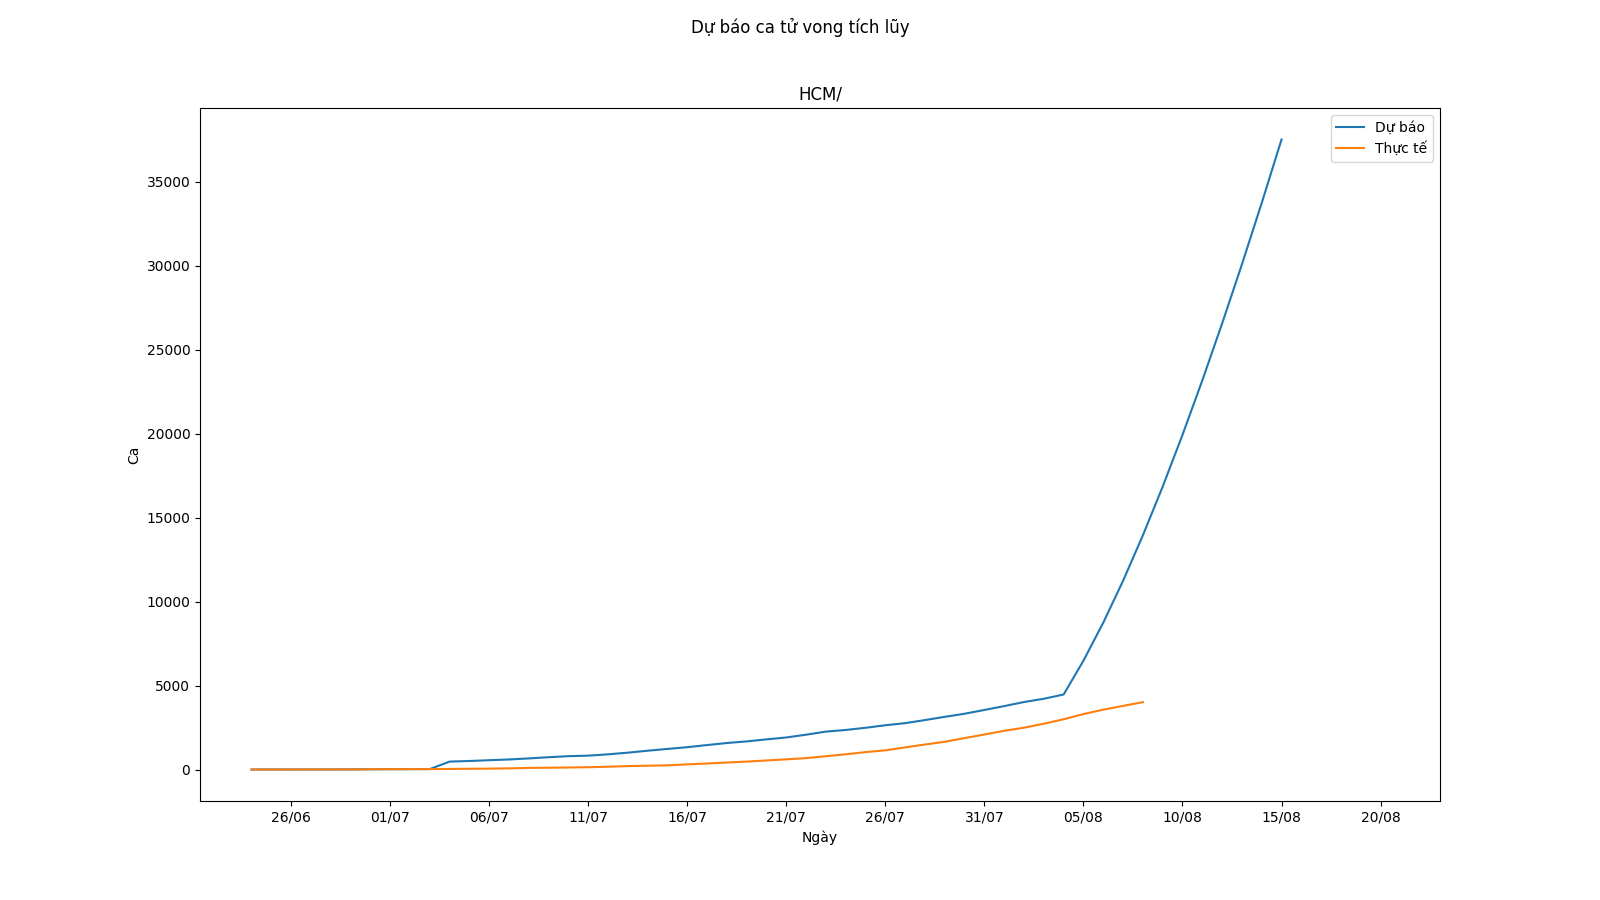 Dự báo ca tử vong tích lũy
HCM/
Dự báo
Thực tế
35000
30000
25000
20000
15000
10000
5000
0
Ca
26/06 01/07 06/07 11/07 16/07 21/07 26/07 31/07 05/08 10/08 15/08 20/08
Ngày